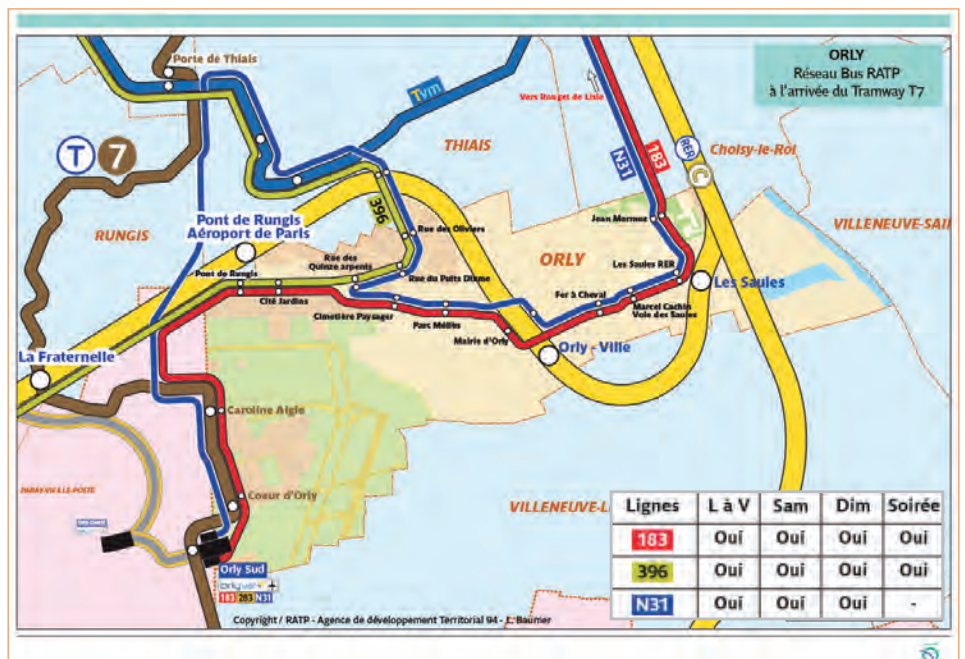 ORLY
Réseau Bus RATP
à l'arrivée du Tramway T7
Porte de Thiais
Tvm
Vers Rouget de Lisle
N31
183
RER
C
Choisy-le-Roi
THIAIS
T 7
RUNGIS
396
Pont de Rungis
Aéroport de Paris
Rue des Oliviers
Jean Mermoz
VILLENEUVE-SAI
ORLY
Rue des
Quinze arpents
Pont de Rungis
Rue du Puits Dixme
Les Saules RER
Les Saules
Cité Jardins
Fer à Cheval
Marcel Cachin
Voie des Saules
Cimetière Paysager
Parc Méliès
Mairie d'Orly
Orly - Ville
La Fraternelle
Caroline Aigle
Coeur d'Orly
VILLENEUVE-L
Orly Sud
orlyval
183 283 N31
Lignes L à V Sam Dim Soirée
183 Oui Oui Oui Oui
396 Oui Oui Oui Oui
N31 Oui Oui Oui -
Copyright / RATP - Agence de développement Territorial 94 - L. Baumer